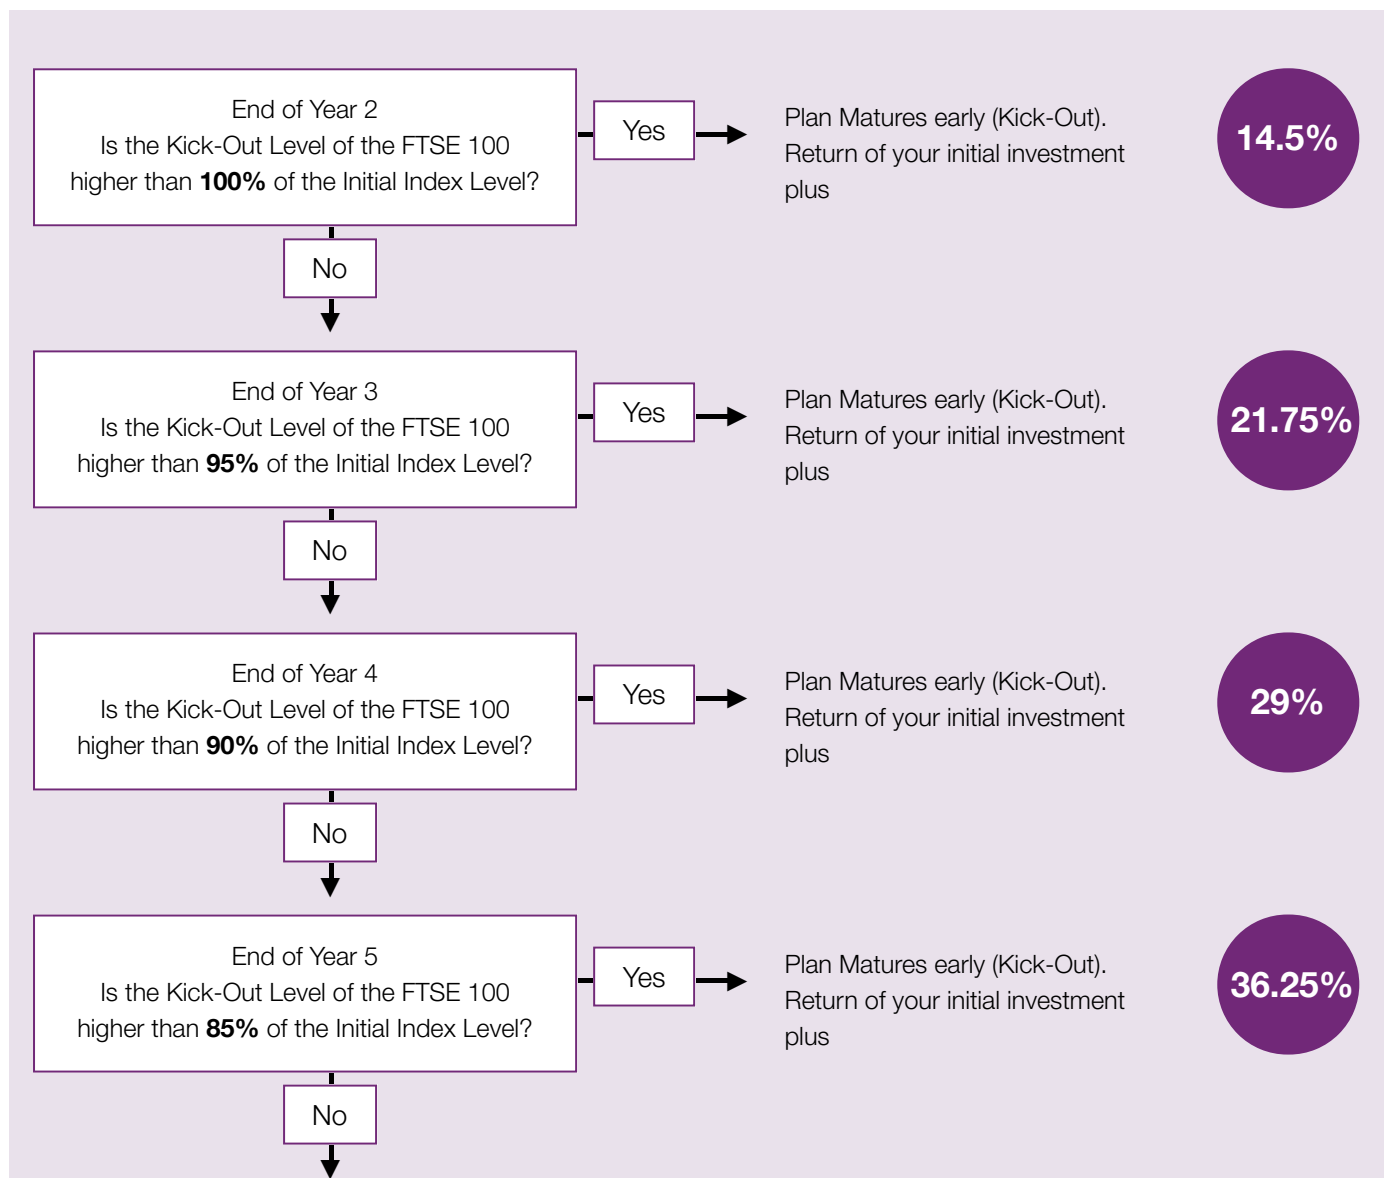 End of Year 2
Is the Kick-Out Level of the FTSE 100
higher than 100% of the Initial Index Level?
Yes
Plan Matures early (Kick-Out).
Return of your initial investment
plus
14.5%
No
End of Year 3
Is the Kick-Out Level of the FTSE 100
higher than 95% of the Initial Index Level?
Yes
Plan Matures early (Kick-Out).
Return of your initial investment
plus
21.75%
No
End of Year 4
Is the Kick-Out Level of the FTSE 100
higher than 90% of the Initial Index Level?
Yes
Plan Matures early (Kick-Out).
Return of your initial investment
plus
29%
No
End of Year 5
Is the Kick-Out Level of the FTSE 100
higher than 85% of the Initial Index Level?
Yes
Plan Matures early (Kick-Out).
Return of your initial investment
plus
36.25%
No